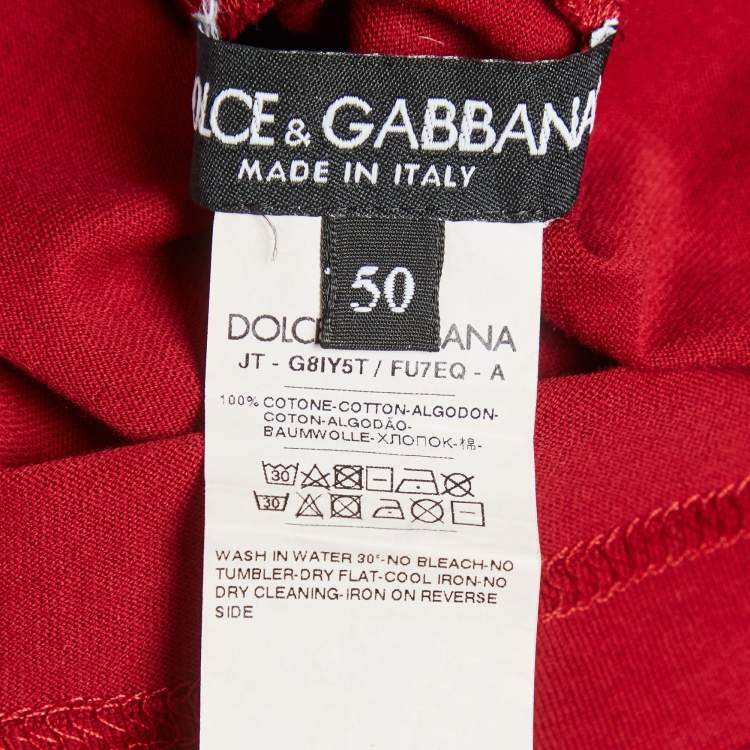 DOLCE & GABBANA
MADE IN ITALY
50
DOLC BANA
JT - G8IY5T / FU7EQ - A
100% COTONE-COTTON-ALGODON-
COTON-ALGODÃO-
BAUMWOLLE-ХЛОПОК-棉-
30
30
WASH IN WATER 30°-NO BLEACH-NO
TUMBLER-DRY FLAT-COOL IRON-NO
DRY CLEANING-IRON ON REVERSE
SIDE